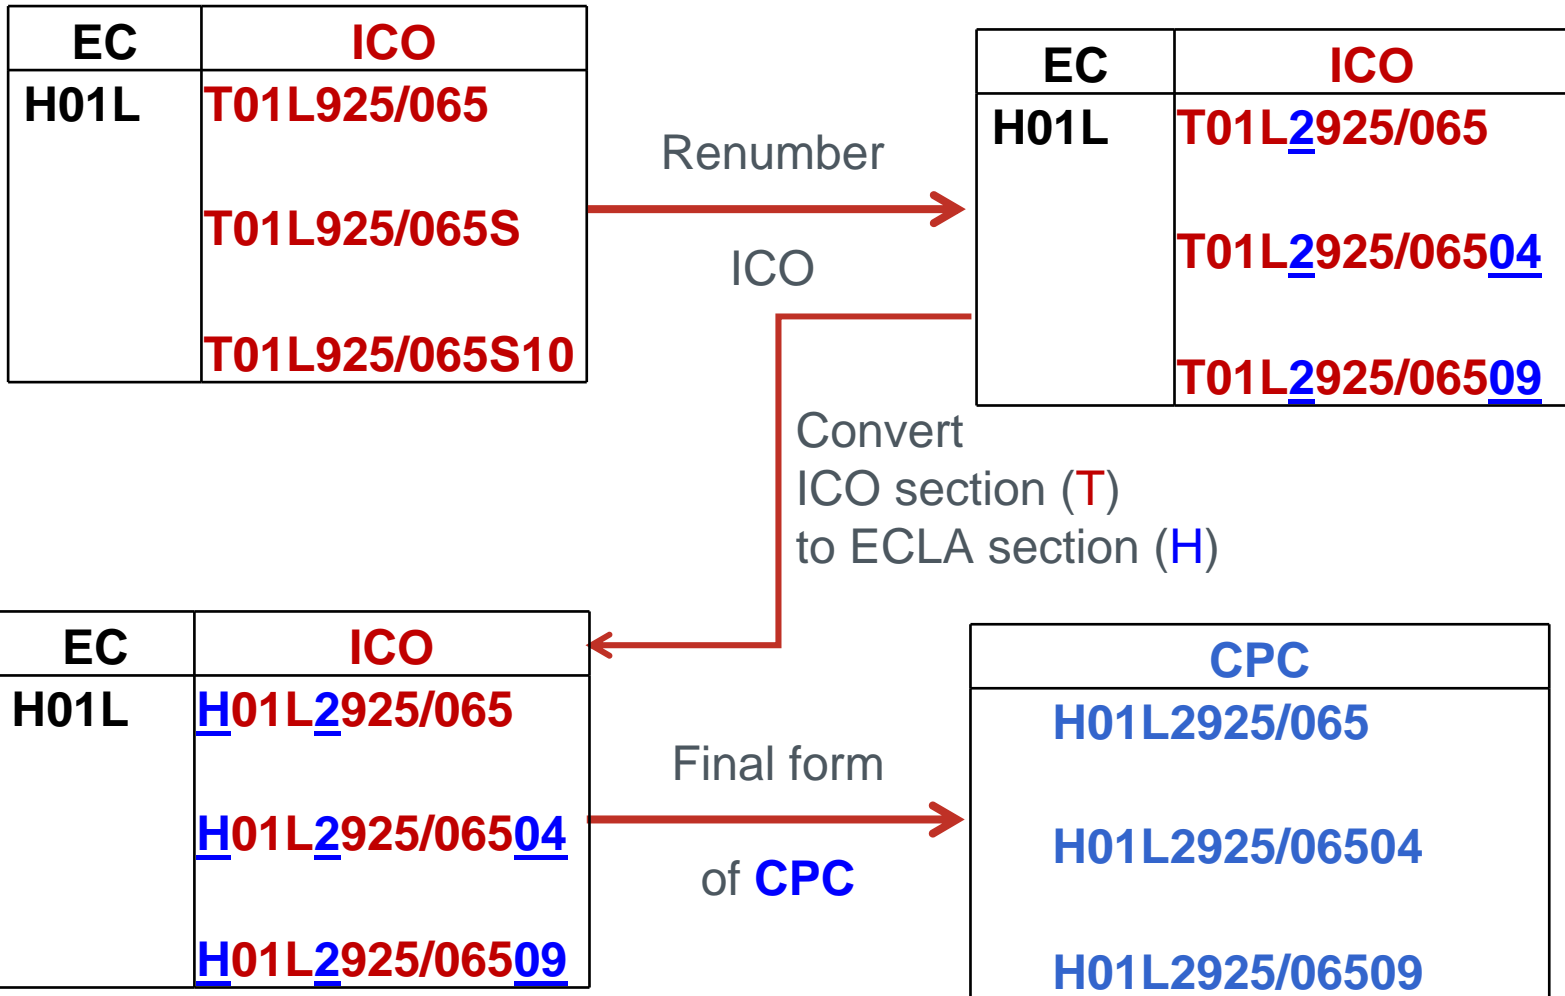 EC ICO
H01L T01L925/065
T01L925/065S
T01L925/065S10
Renumber
ICO
EC ICO
H01L T01L2925/065
T01L2925/06504
T01L2925/06509
Convert
ICO section (T)
to ECLA section (H)
EC ICO
H01L H01L2925/065
H01L2925/06504
H01L2925/06509
Final form
of CPC
CPC
H01L2925/065
H01L2925/06504
H01L2925/06509